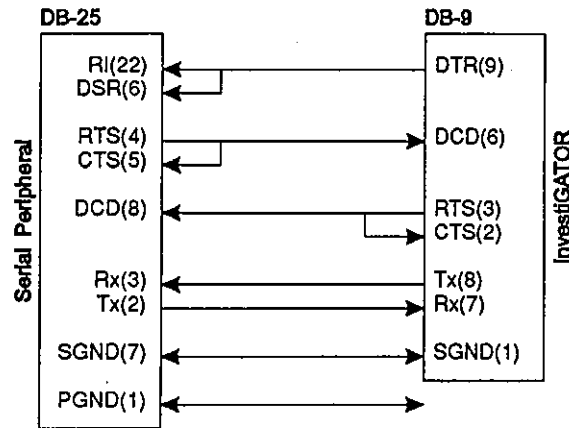 DB-25
DB-9
RI(22)
DTR(9)
DSR(6)
RTS(4)
DCD(6)
CTS(5)
DCD(8)
RTS(3)
CTS(2)
Rx(3)
Tx(8)
Tx(2)
Rx(7)
SGND(7)
SGND(1)
PGND(1)
Serial Peripheral
InvestiGATOR